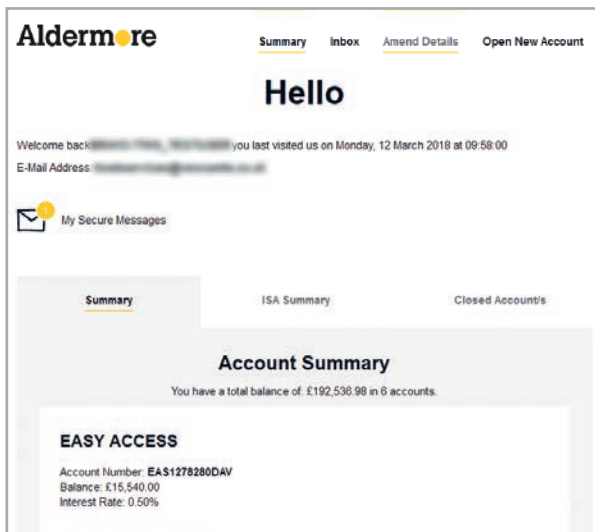 Aldermore
Summary Inbox Amend Details Open New Account
Hello
Welcome back you last visited us on Monday, 12 March 2018 at 09:58:00
E-Mail Address
1
My Secure Messages
Summary ISA Summary Closed Account/s
Account Summary
You have a total balance of: £192,536.98 in 6 accounts.
EASY ACCESS
Account Number: EAS1278280DAV
Balance: £15,540.00
Interest Rate: 0.50%